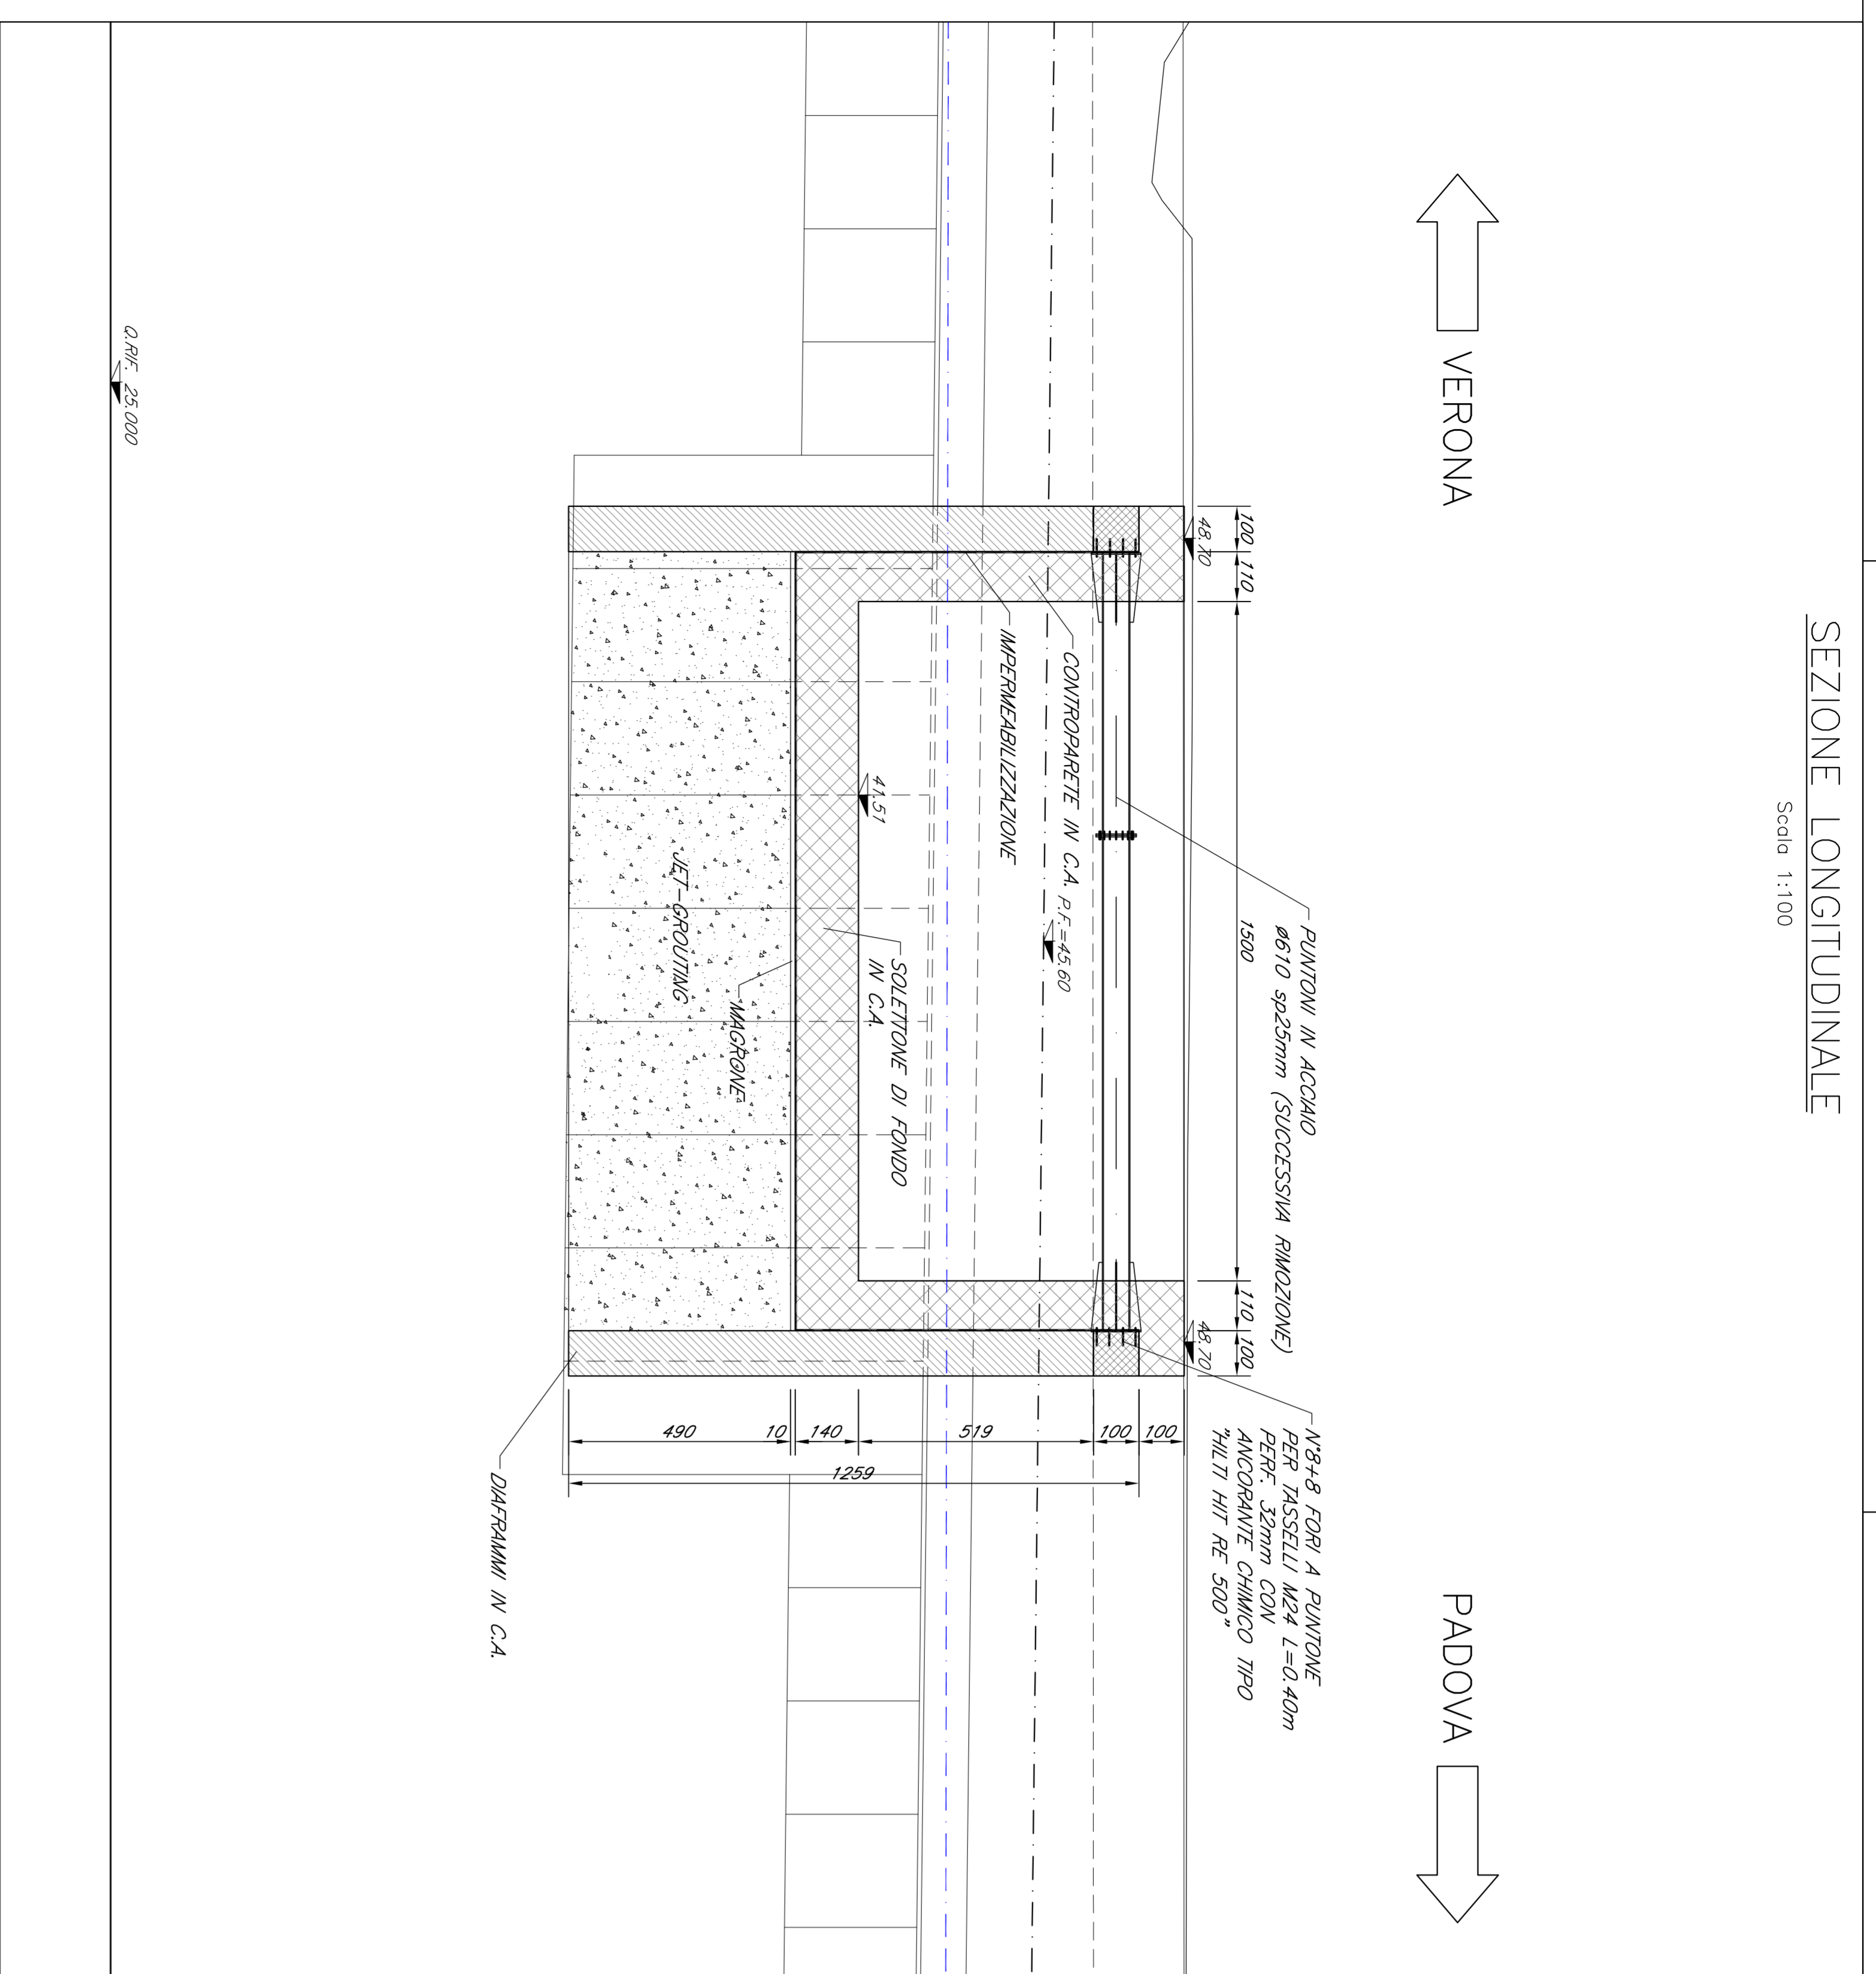 SEZIONE LONGITUDINALE
Scala 1:100
VERONA
PADOVA
PUNTONI IN ACCIAIO
ø610 sp25mm (SUCCESSIVA RIMOZIONE)
N°8+8 FORI A PUNTONE
PER TASSELLI M24 L=0.40m
PERF. 32mm CON
ANCORANTE CHIMICO TIPO
"HILTI HIT RE 500"
100
110
1500
110
100
48.70
48.70
CONTROPARETE IN C.A.
P.F.=45.60
IMPERMEABILIZZAZIONE
41.51
SOLETTONE DI FONDO
IN C.A.
MAGRONE
JET-GROUTING
100
100
519
140
10
490
1259
DIAFRAMMI IN C.A.
Q.RIF. 25.000